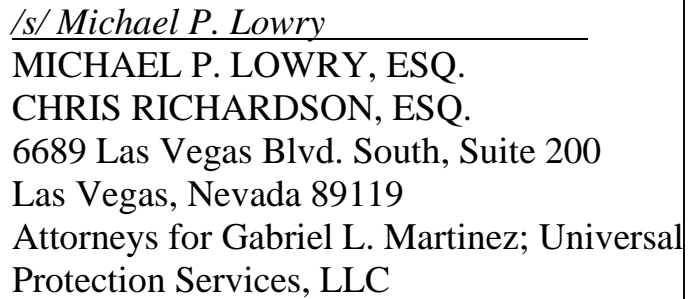 /s/ Michael P. Lowry
MICHAEL P. LOWRY, ESQ.
CHRIS RICHARDSON, ESQ.
6689 Las Vegas Blvd. South, Suite 200
Las Vegas, Nevada 89119
Attorneys for Gabriel L. Martinez; Universal
Protection Services, LLC